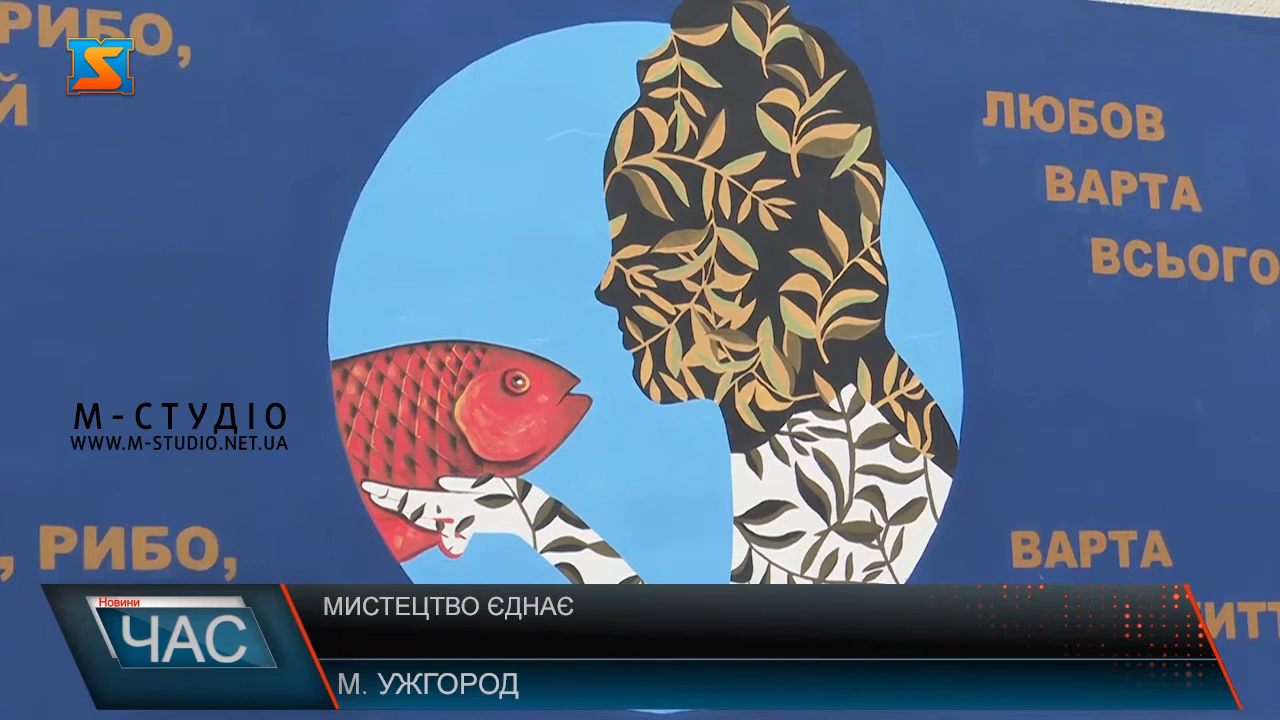 РИБО,
Й
ЛЮБОВ
ВАРТА
ВСЬОГО
М-СТУДІО
WWW.M-STUDIO.NET.UA
, РИБО,
ВАРТА
ИТТ
Новини
ЧАС
МИСТЕЦТВО ЄДНАЄ
М. УЖГОРОД